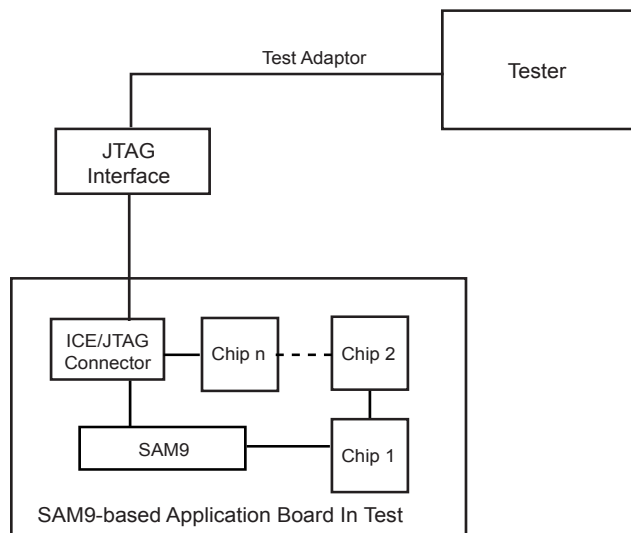 Test Adaptor
Tester
JTAG
Interface
ICE/JTAG
Connector
Chip n
Chip 2
SAM9
Chip 1
SAM9-based Application Board In Test